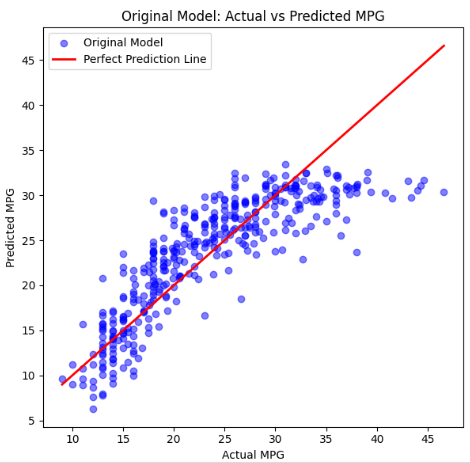 Original Model: Actual vs Predicted MPG
Original Model
Perfect Prediction Line
45
40
35
30
25
20
15
10
5
Predicted MPG
10 15 20 25 30 35 40 45
Actual MPG